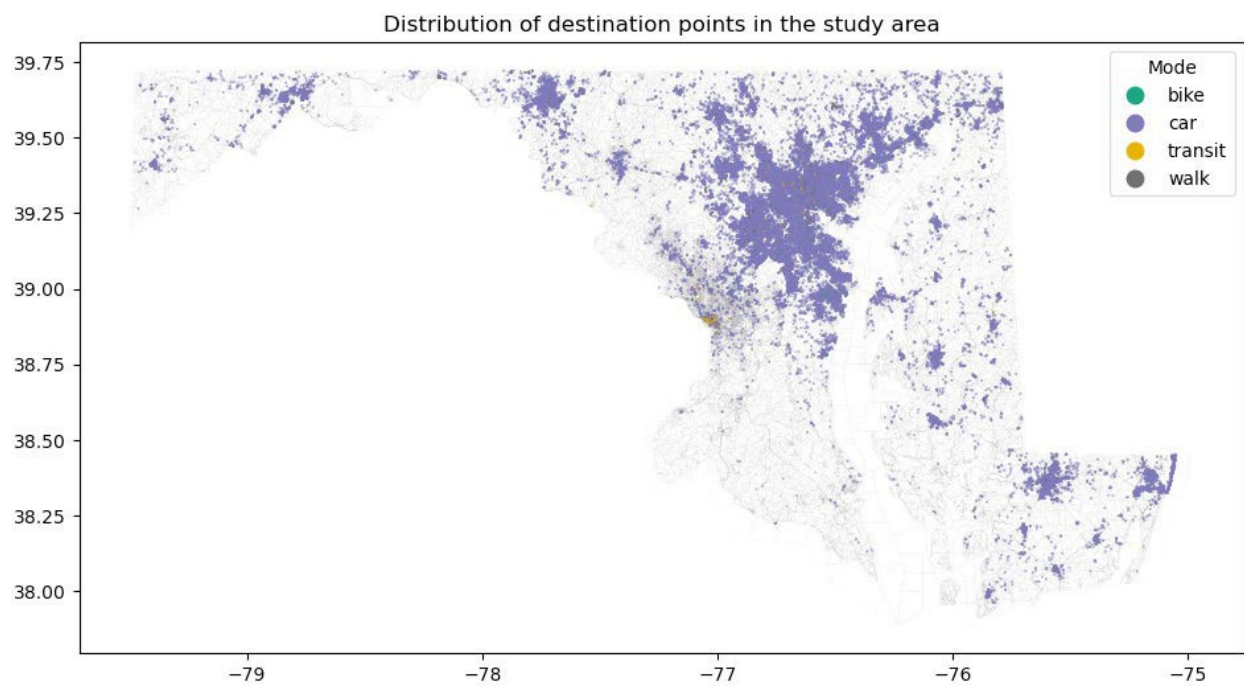 Distribution of destination points in the study area
39.75
39.50
39.25
39.00
38.75
38.50
38.25
38.00
−79
−78
−77
−76
−75
Mode
bike
car
transit
walk